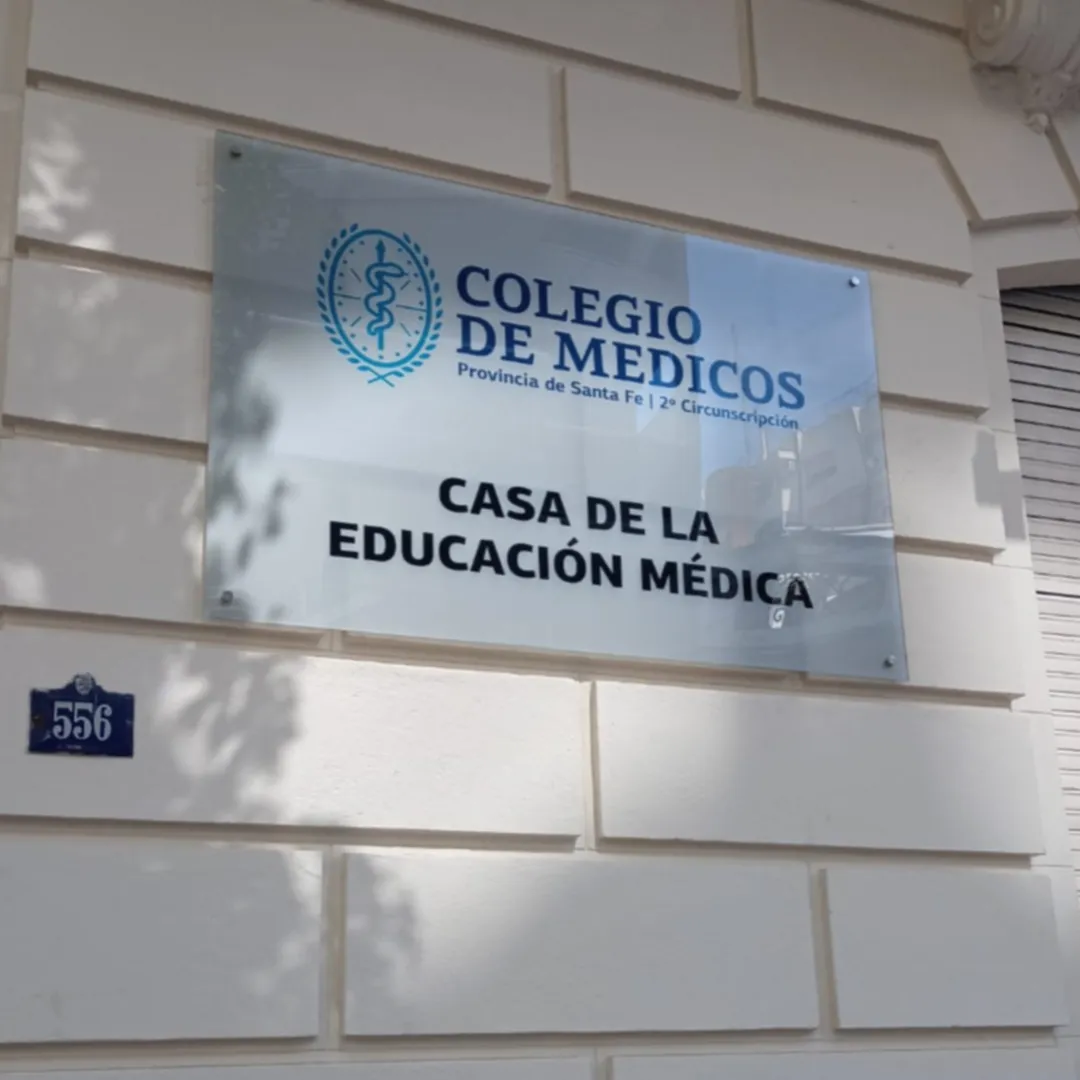 COLEGIO
DE MEDICOS
Provincia de Santa Fe | 2º Circunscripción
CASA DE LA
EDUCACIÓN MÉDICA
556